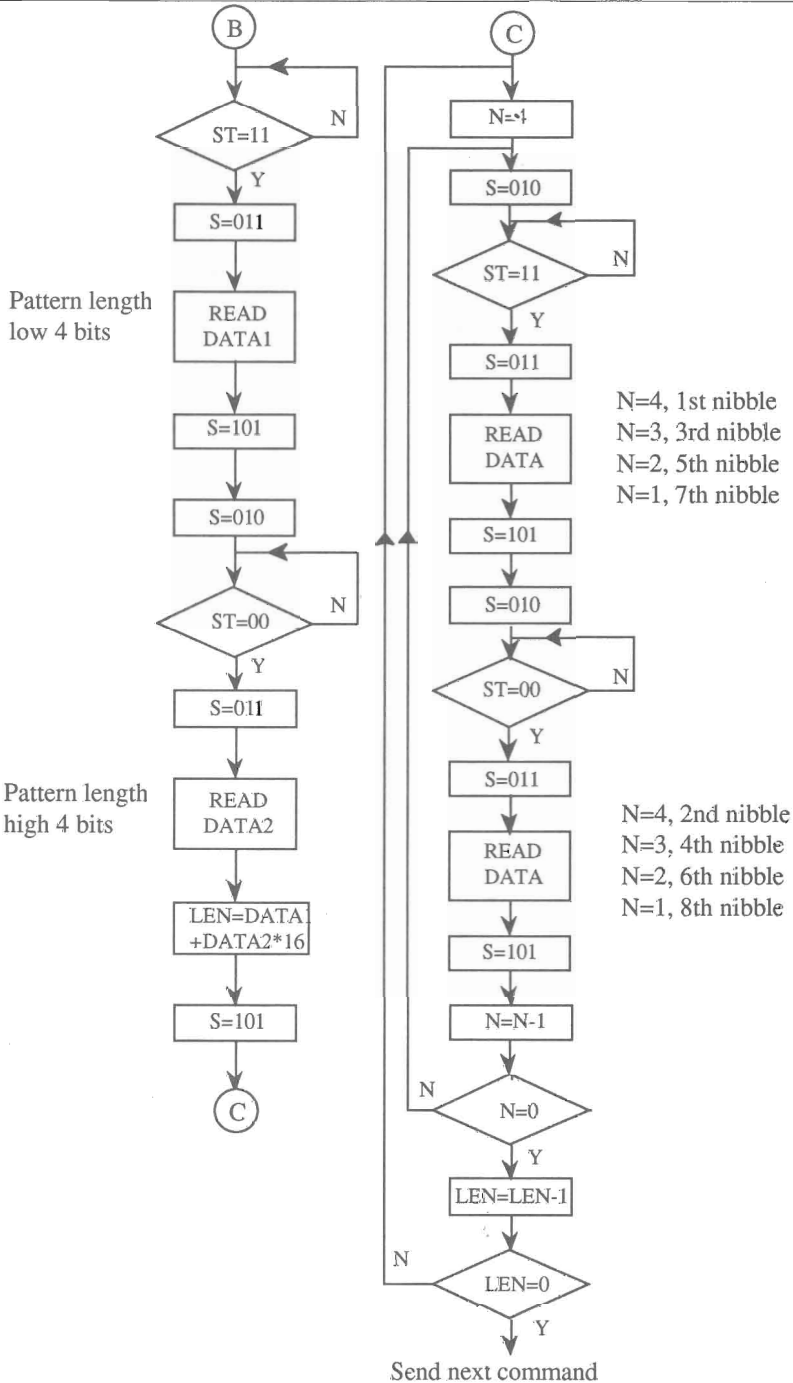 B
ST=11
N
Y
S=011
Pattern length
low 4 bits
READ
DATA1
S=101
S=010
ST=00
N
Y
S=011
Pattern length
high 4 bits
READ
DATA2
LEN=DATA1
+DATA2*16
S=101
C
C
N=4
S=010
ST=11
N
Y
S=011
READ
DATA
N=4, 1st nibble
N=3, 3rd nibble
N=2, 5th nibble
N=1, 7th nibble
S=101
S=010
ST=00
N
Y
S=011
READ
DATA
N=4, 2nd nibble
N=3, 4th nibble
N=2, 6th nibble
N=1, 8th nibble
S=101
N=N-1
N=0
N
Y
LEN=LEN-1
LEN=0
N
Y
Send next command